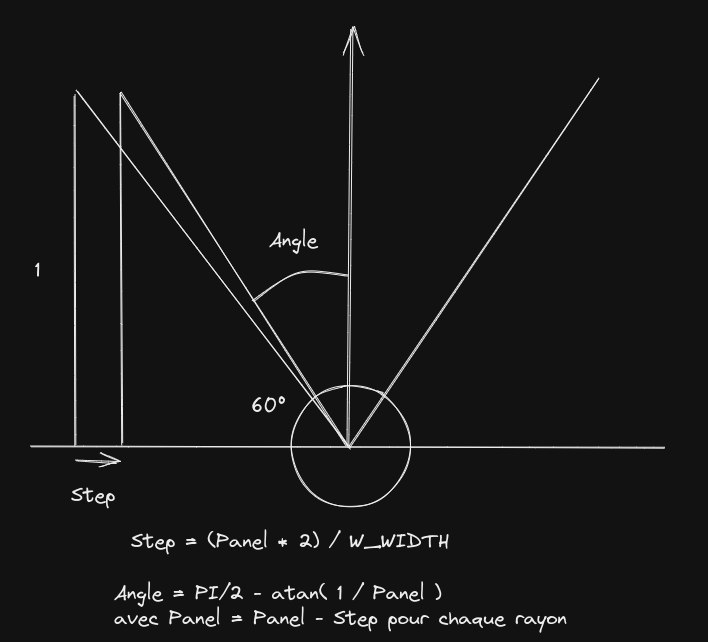 Angle
1
60°
Step
Step = (Panel * 2) / W_WIDTH
Angle = PI/2 - atan( 1 / Panel )
avec Panel = Panel - Step pour chaque rayon